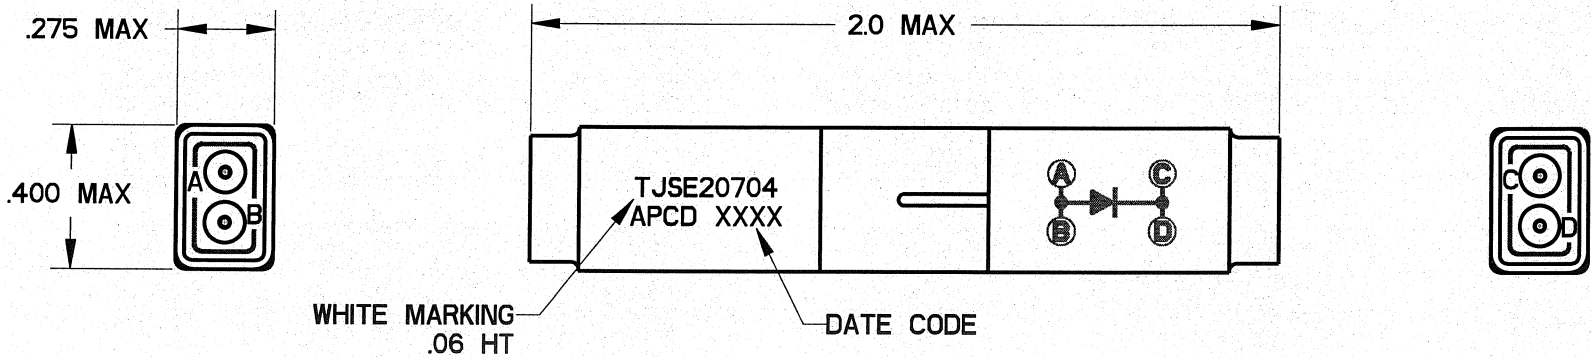 .275 MAX
2.0 MAX
.400 MAX
A
B
TJSE20704
APCD XXXX
A
C
B
D
C
D
WHITE MARKING
.06 HT
DATE CODE